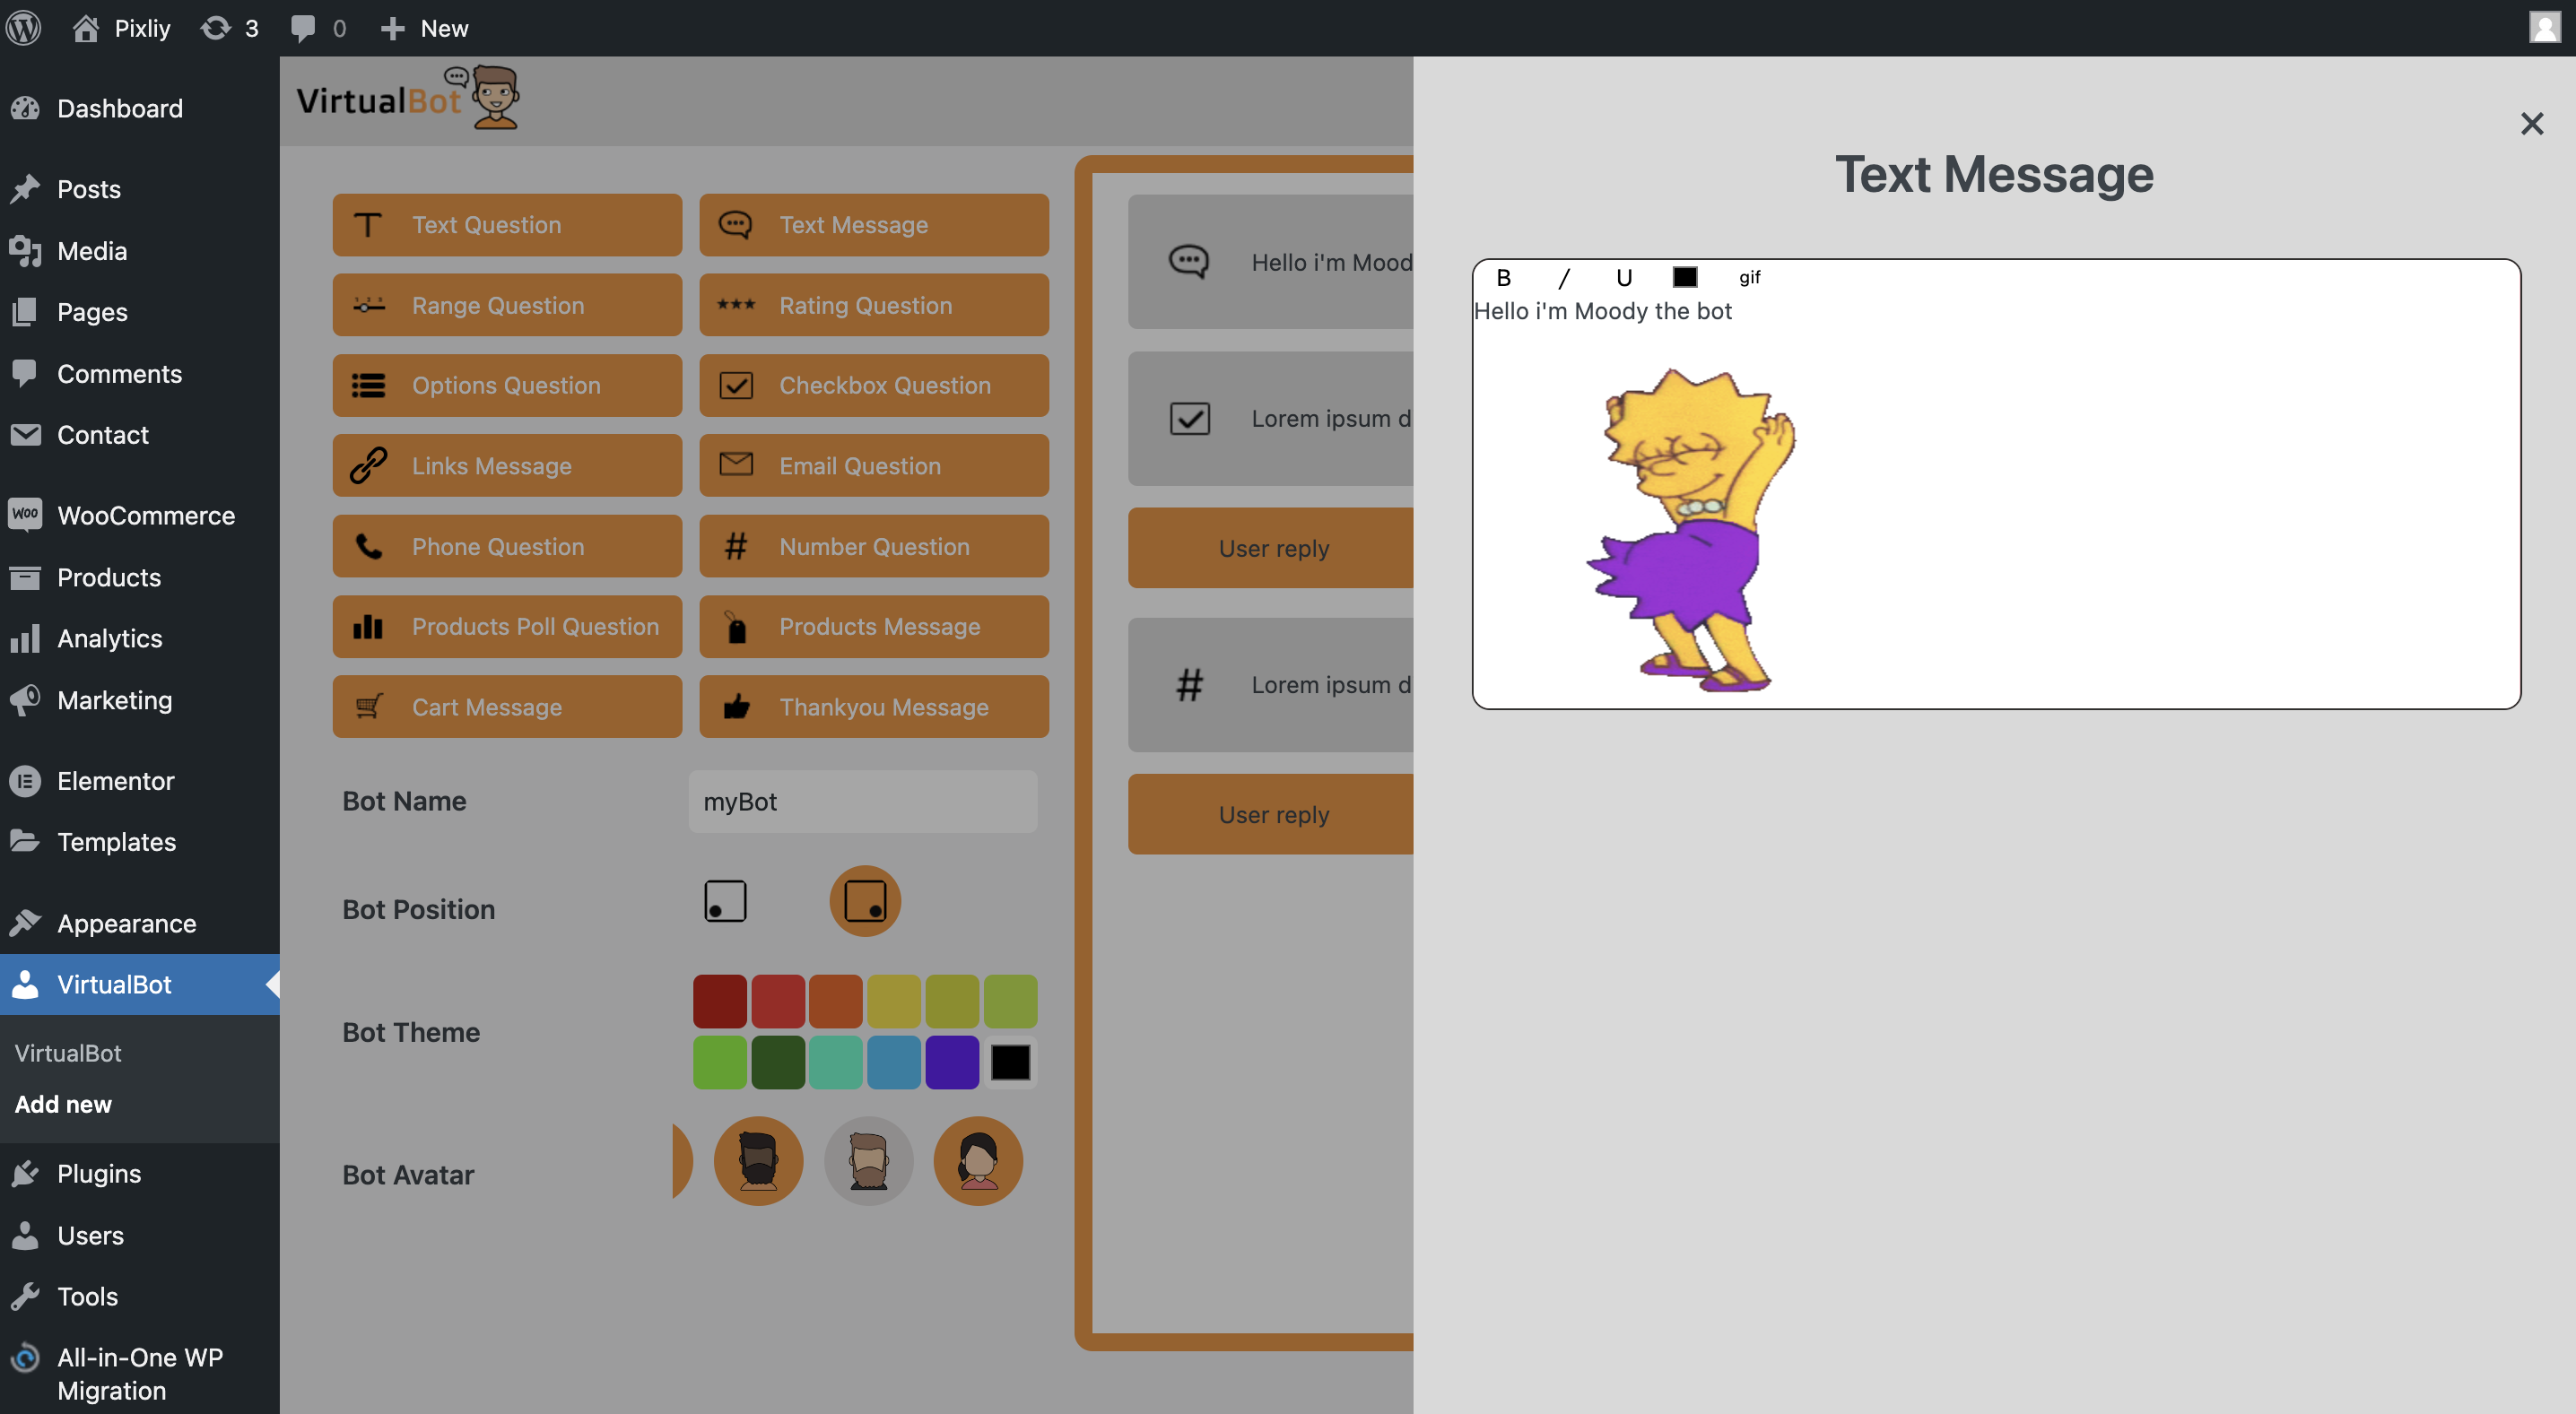 Pixliy
3
0
New
Dashboard
Posts
Media
Pages
Comments
Contact
WooCommerce
Products
Analytics
Marketing
Elementor
Templates
Appearance
VirtualBot
VirtualBot
Add new
Plugins
Users
Tools
All-in-One WP
Migration
VirtualBot
Text Question
Text Message
Range Question
Rating Question
Options Question
Checkbox Question
Links Message
Email Question
Phone Question
# Number Question
Products Poll Question
Products Message
Cart Message
Thankyou Message
Bot Name
myBot
Bot Position
Bot Theme
Bot Avatar
Hello i'm Mood
Lorem ipsum d
User reply
# Lorem ipsum d
User reply
Text Message
B / U gif
Hello i'm Moody the bot